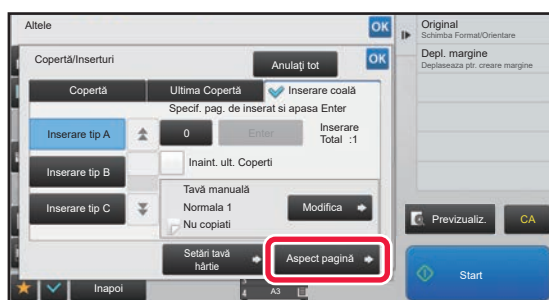 Altele
OK
Original
Schimba Format/Orientare
Copertă/Inserturi
Anulaţi tot
OK
Depl. margine
Deplaseaza ptr. creare margine
Copertă
Ultima Copertă
Inserare coală
Specif. pag. de inserat si apasa Enter
Inserare tip A
0
Enter
Inserare
Total :1
Inserare tip B
Inaint. ult. Coperti
Inserare tip C
Tavă manuală
Normala 1
Nu copiati
Modifica
Previzualiz.
CA
Setări tavă
hârtie
Aspect pagină
Start
Inapoi
A3